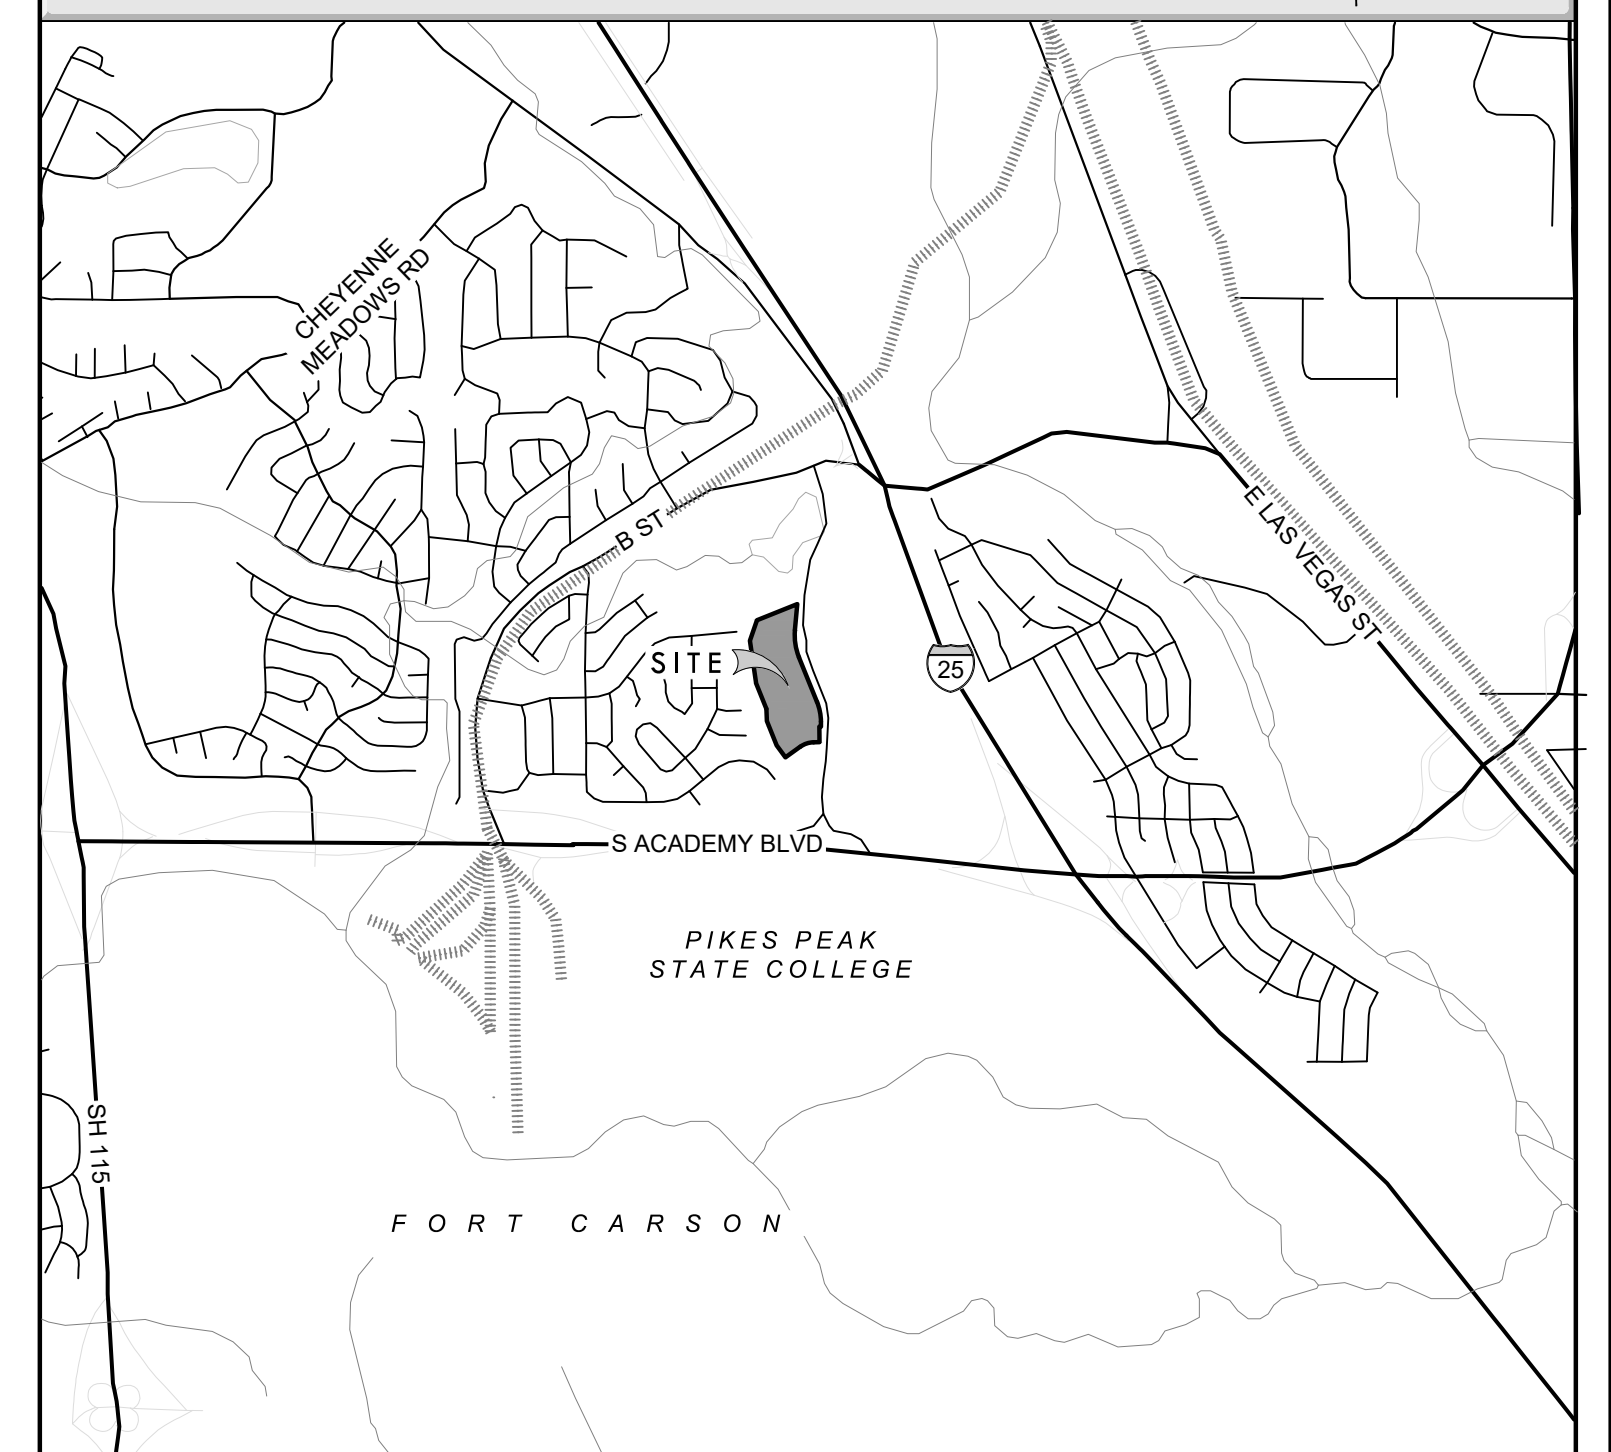 CHEYENNE
MEADOWS RD
B ST
E LAS VEGAS ST
SITE
25
S ACADEMY BLVD
PIKES PEAK
STATE COLLEGE
SH 115
FORT CARSON